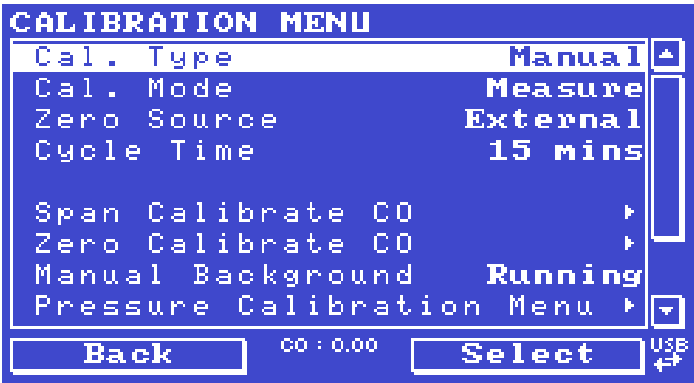 CALIBRATION MENU
Cal. Type Manual
Cal. Mode Measure
Zero Source External
Cycle Time 15 mins
Span Calibrate CO
Zero Calibrate CO
Manual Background Running
Pressure Calibration Menu
Back CO:0.00 Select USB